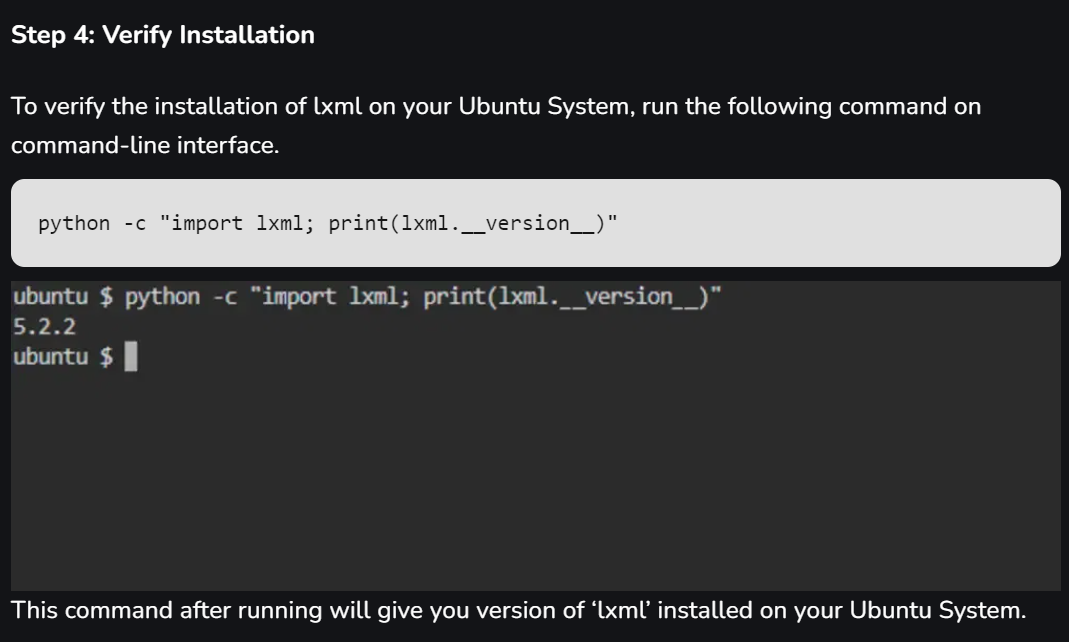 Step 4: Verify Installation
To verify the installation of lxml on your Ubuntu System, run the following command on
command-line interface.
python -c "import lxml; print(lxml.__version__)"
ubuntu $ python -c "import lxml; print(lxml.__version__)"
5.2.2
ubuntu $
This command after running will give you version of ‘lxml’ installed on your Ubuntu System.